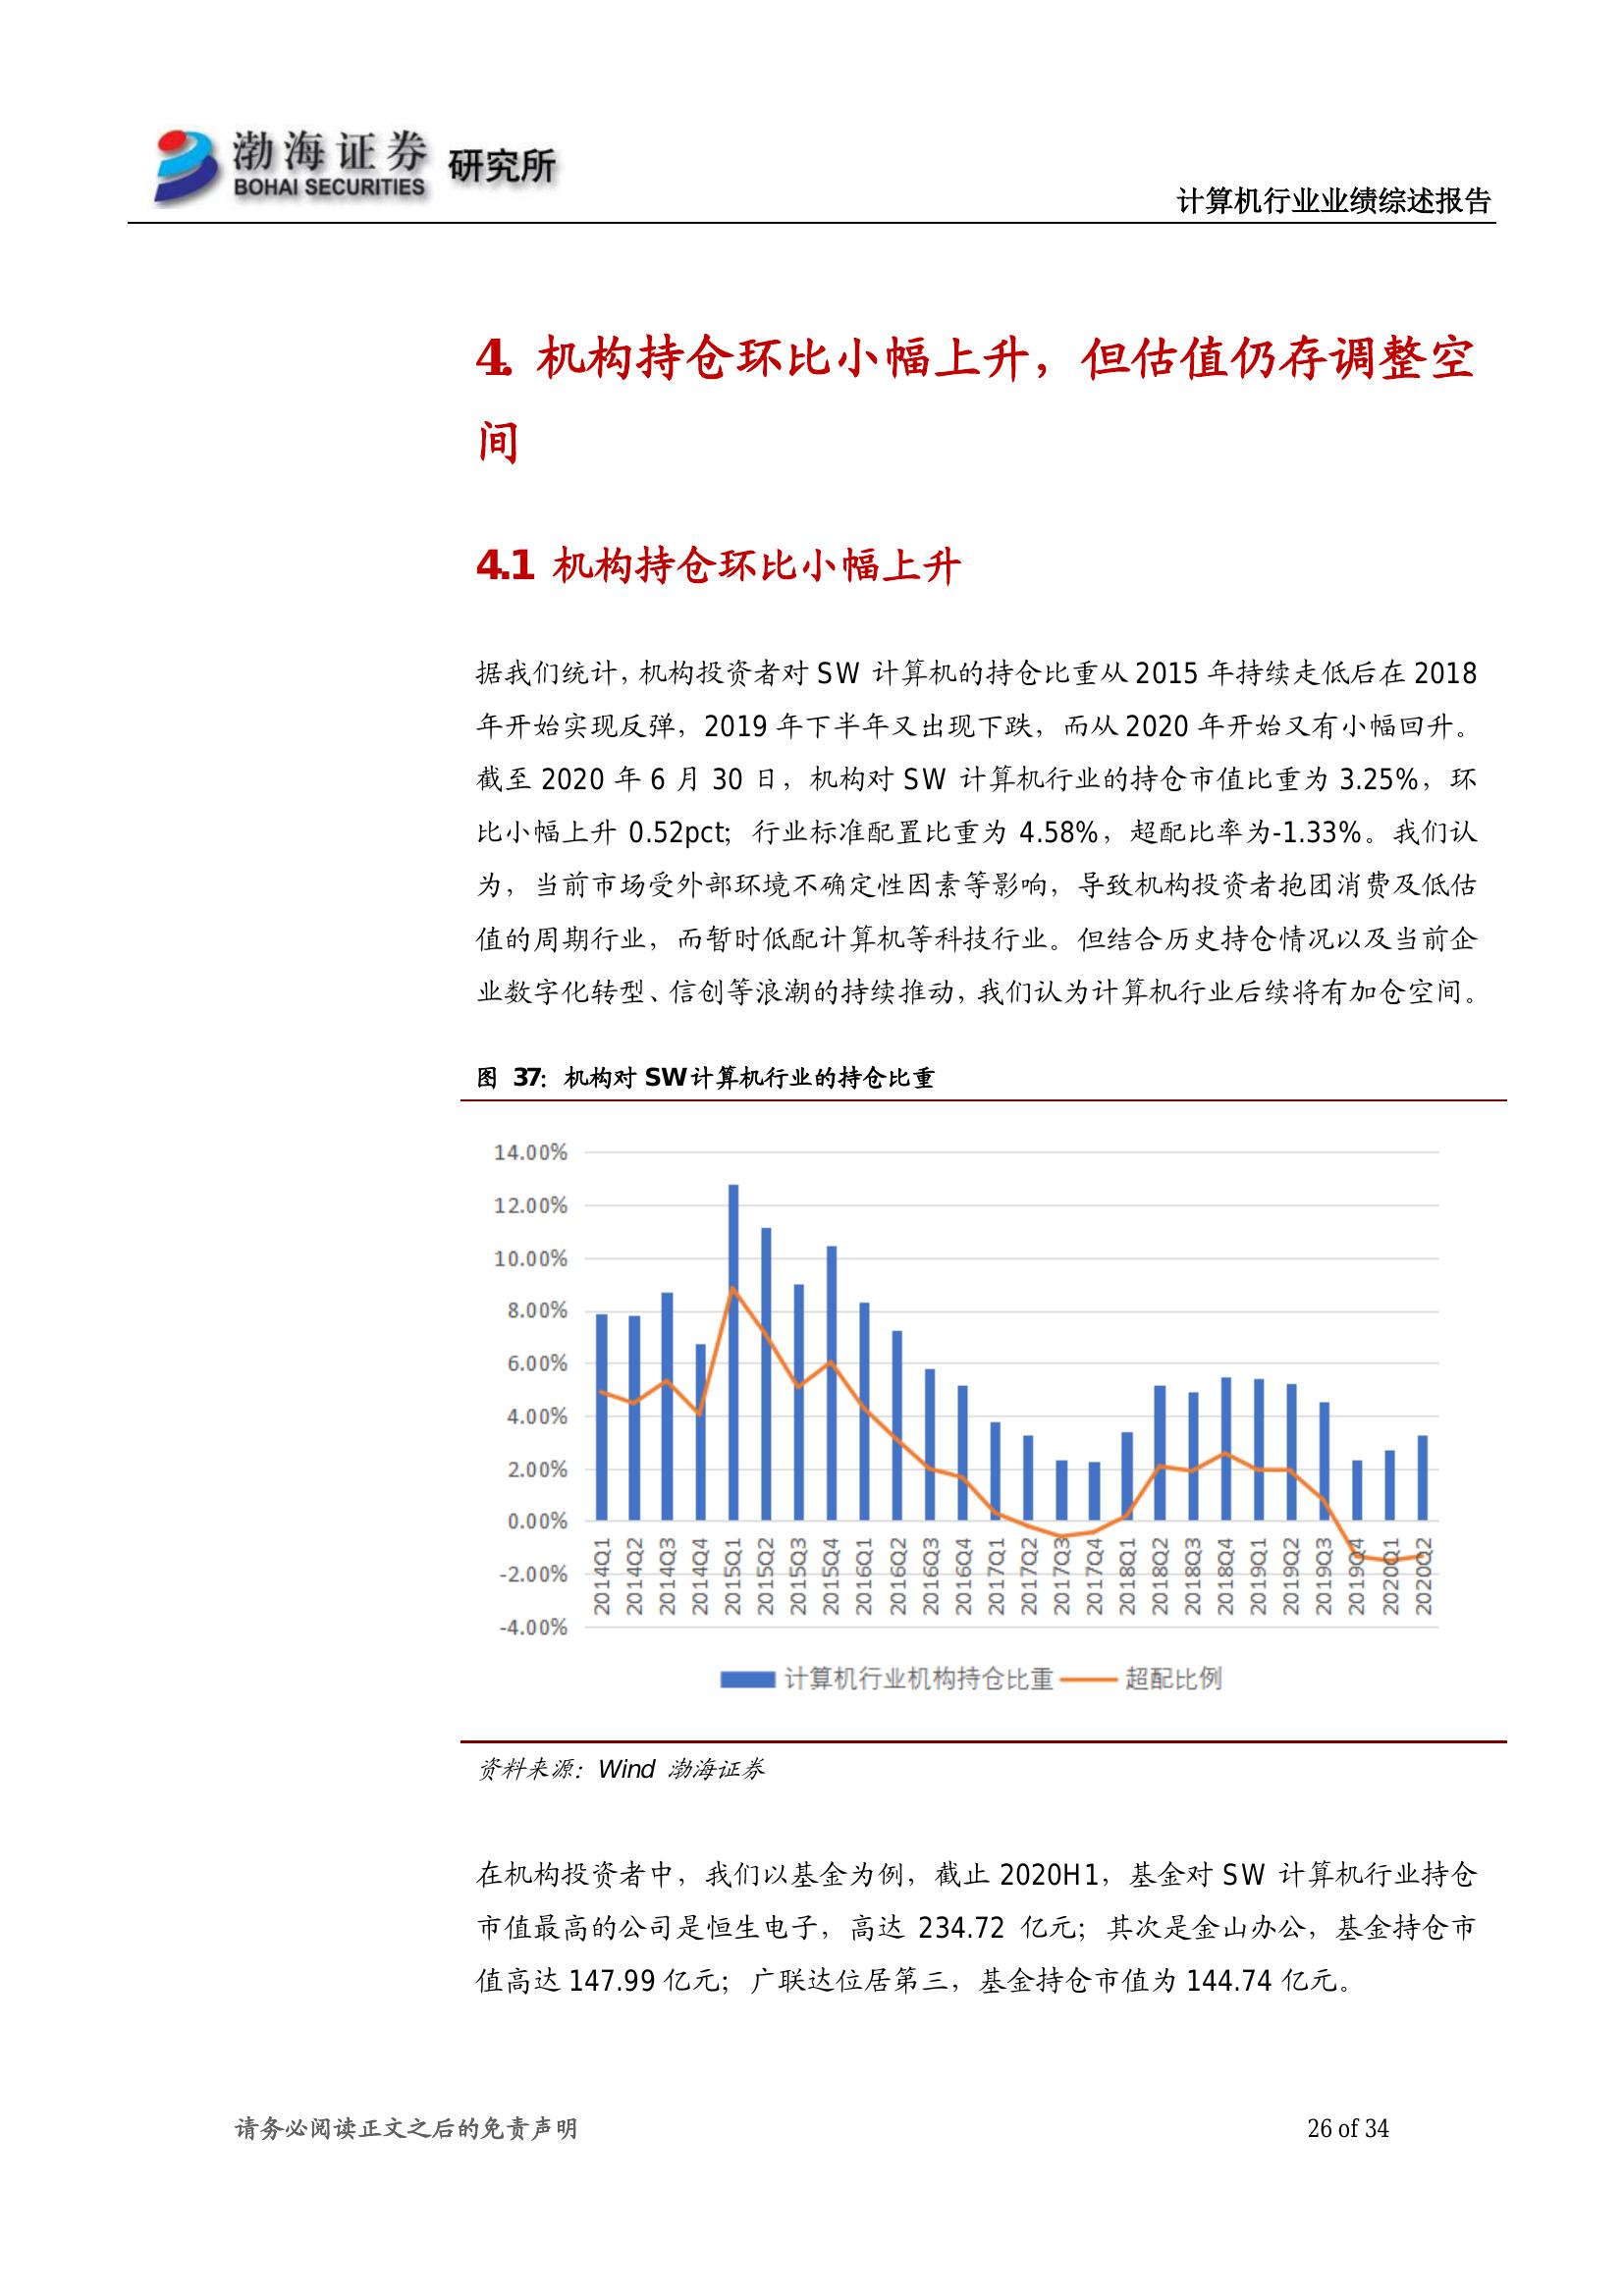 渤海证券 研究所
BOHAI SECURITIES
计算机行业业绩综述报告
4. 机构持仓环比小幅上升，但估值仍存调整空
间
4.1 机构持仓环比小幅上升
据我们统计，机构投资者对 SW 计算机的持仓比重从 2015 年持续走低后在 2018
年开始实现反弹，2019 年下半年又出现下跌，而从 2020 年开始又有小幅回升。
截至 2020 年 6 月 30 日，机构对 SW 计算机行业的持仓市值比重为 3.25%，环
比小幅上升 0.52pct；行业标准配置比重为 4.58%，超配比率为-1.33%。我们认
为，当前市场受外部环境不确定性因素等影响，导致机构投资者抱团消费及低估
值的周期行业，而暂时低配计算机等科技行业。但结合历史持仓情况以及当前企
业数字化转型、信创等浪潮的持续推动，我们认为计算机行业后续将有加仓空间。
图 37：机构对 SW 计算机行业的持仓比重
14.00%
12.00%
10.00%
8.00%
6.00%
4.00%
2.00%
0.00%
-2.00%
-4.00%
2014Q1
2014Q2
2014Q3
2014Q4
2015Q1
2015Q2
2015Q3
2015Q4
2016Q1
2016Q2
2016Q3
2016Q4
2017Q1
2017Q2
2017Q3
2017Q4
2018Q1
2018Q2
2018Q3
2018Q4
2019Q1
2019Q2
2019Q3
2019Q4
2020Q1
2020Q2
计算机行业机构持仓比重 超配比例
资料来源：Wind 渤海证券
在机构投资者中，我们以基金为例，截止 2020H1，基金对 SW 计算机行业持仓
市值最高的公司是恒生电子，高达 234.72 亿元；其次是金山办公，基金持仓市
值高达 147.99 亿元；广联达位居第三，基金持仓市值为 144.74 亿元。
请务必阅读正文之后的免责声明
26 of 34